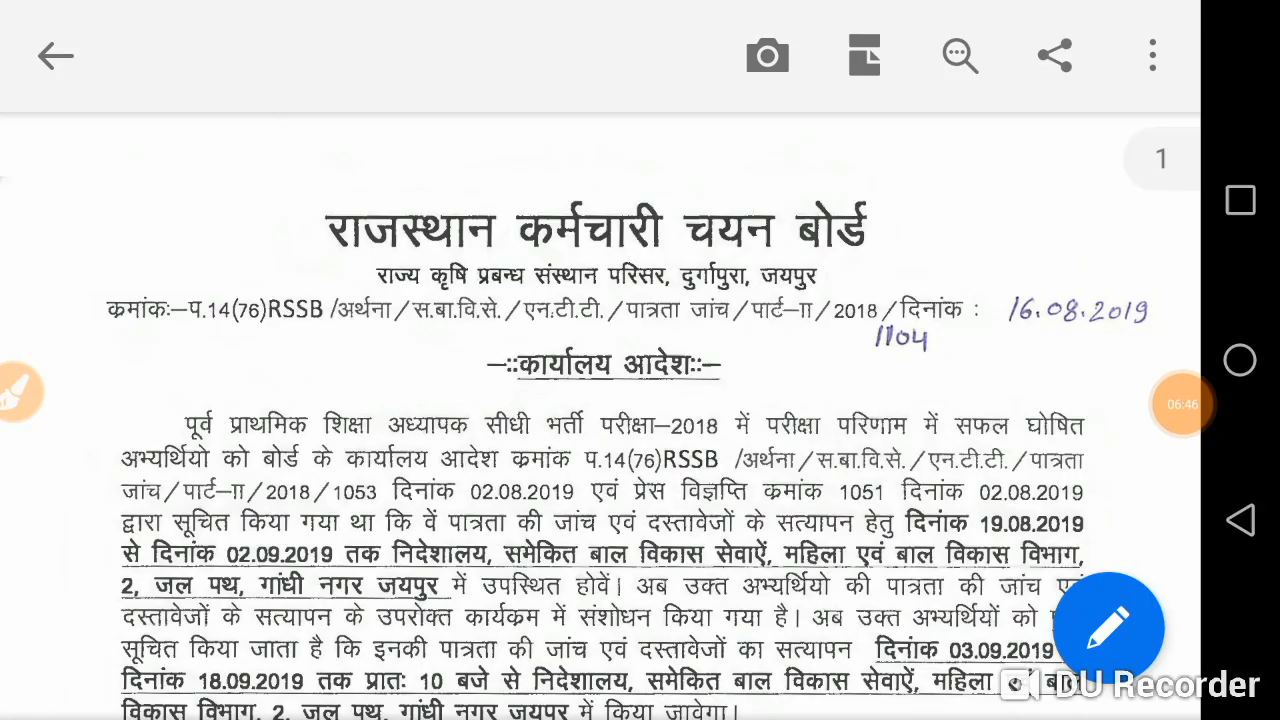 1
राजस्थान कर्मचारी चयन बोर्ड
राज्य कृषि प्रबन्ध संस्थान परिसर, दुर्गापुरा, जयपुर
क्रमांकः–प.14(76)RSSB /अर्थना/स.बा.वि.से./एन.टी.टी./पात्रता जांच/पार्ट–II/2018/दिनांक : 16.08.2019
1104
–::कार्यालय आदेश::–
पूर्व प्राथमिक शिक्षा अध्यापक सीधी भर्ती परीक्षा–2018 में परीक्षा परिणाम में सफल घोषित
अभ्यर्थियो को बोर्ड के कार्यालय आदेश क्रमांक प.14(76)RSSB /अर्थना/स.बा.वि.से./एन.टी.टी./पात्रता
जांच/पार्ट–II/2018/1053 दिनांक 02.08.2019 एवं प्रेस विज्ञप्ति क्रमांक 1051 दिनांक 02.08.2019
द्वारा सूचित किया गया था कि वें पात्रता की जांच एवं दस्तावेजों के सत्यापन हेतु दिनांक 19.08.2019
से दिनांक 02.09.2019 तक निदेशालय, समेकित बाल विकास सेवाऐं, महिला एवं बाल विकास विभाग,
2, जल पथ, गांधी नगर जयपुर में उपस्थित होवें। अब उक्त अभ्यर्थियो की पात्रता की जांच एवं
दस्तावेजों के सत्यापन के उपरोक्त कार्यक्रम में संशोधन किया गया है। अब उक्त अभ्यर्थियों को
सूचित किया जाता है कि इनकी पात्रता की जांच एवं दस्तावेजों का सत्यापन दिनांक 03.09.2019
दिनांक 18.09.2019 तक प्रातः 10 बजे से निदेशालय, समेकित बाल विकास सेवाऐं, महिला एवं बाल
विकास विभाग, 2, जल पथ, गांधी नगर जयपुर में किया जावेगा।
06:46
DU Recorder